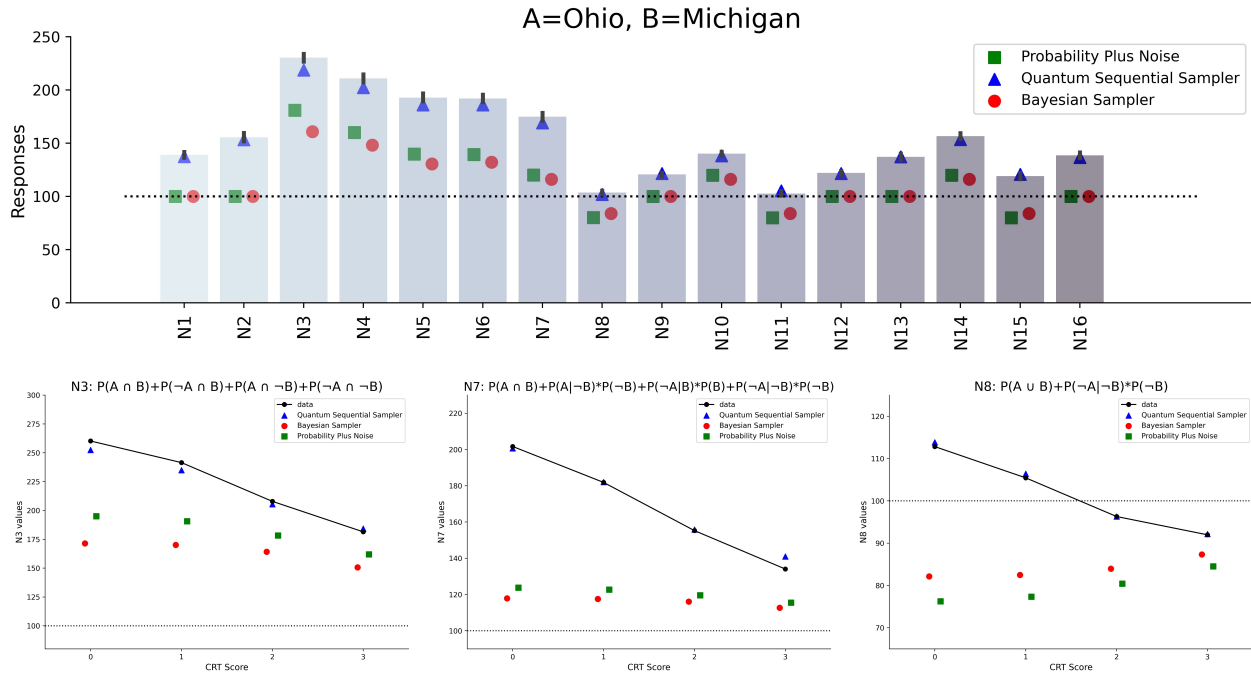 A=Ohio, B=Michigan
Responses
250
200
150
100
50
0
Probability Plus Noise
Quantum Sequential Sampler
Bayesian Sampler
N1 N2 N3 N4 N5 N6 N7 N8 N9 N10 N11 N12 N13 N14 N15 N16
N3: P(A ∩ B)+P(¬A ∩ B)+P(A ∩ ¬B)+P(¬A ∩ ¬B)
N3 values
300
275
250
225
200
175
150
125
100
data
Quantum Sequential Sampler
Bayesian Sampler
Probability Plus Noise
0 1 2 3
CRT Score
N7: P(A ∩ B)+P(A|¬B)*P(¬B)+P(¬A|B)*P(B)+P(¬A|¬B)*P(¬B)
N7 values
220
200
180
160
140
120
100
data
Quantum Sequential Sampler
Bayesian Sampler
Probability Plus Noise
0 1 2 3
CRT Score
N8: P(A ∪ B)+P(¬A|¬B)*P(¬B)
N8 values
120
110
100
90
80
70
data
Quantum Sequential Sampler
Bayesian Sampler
Probability Plus Noise
0 1 2 3
CRT Score